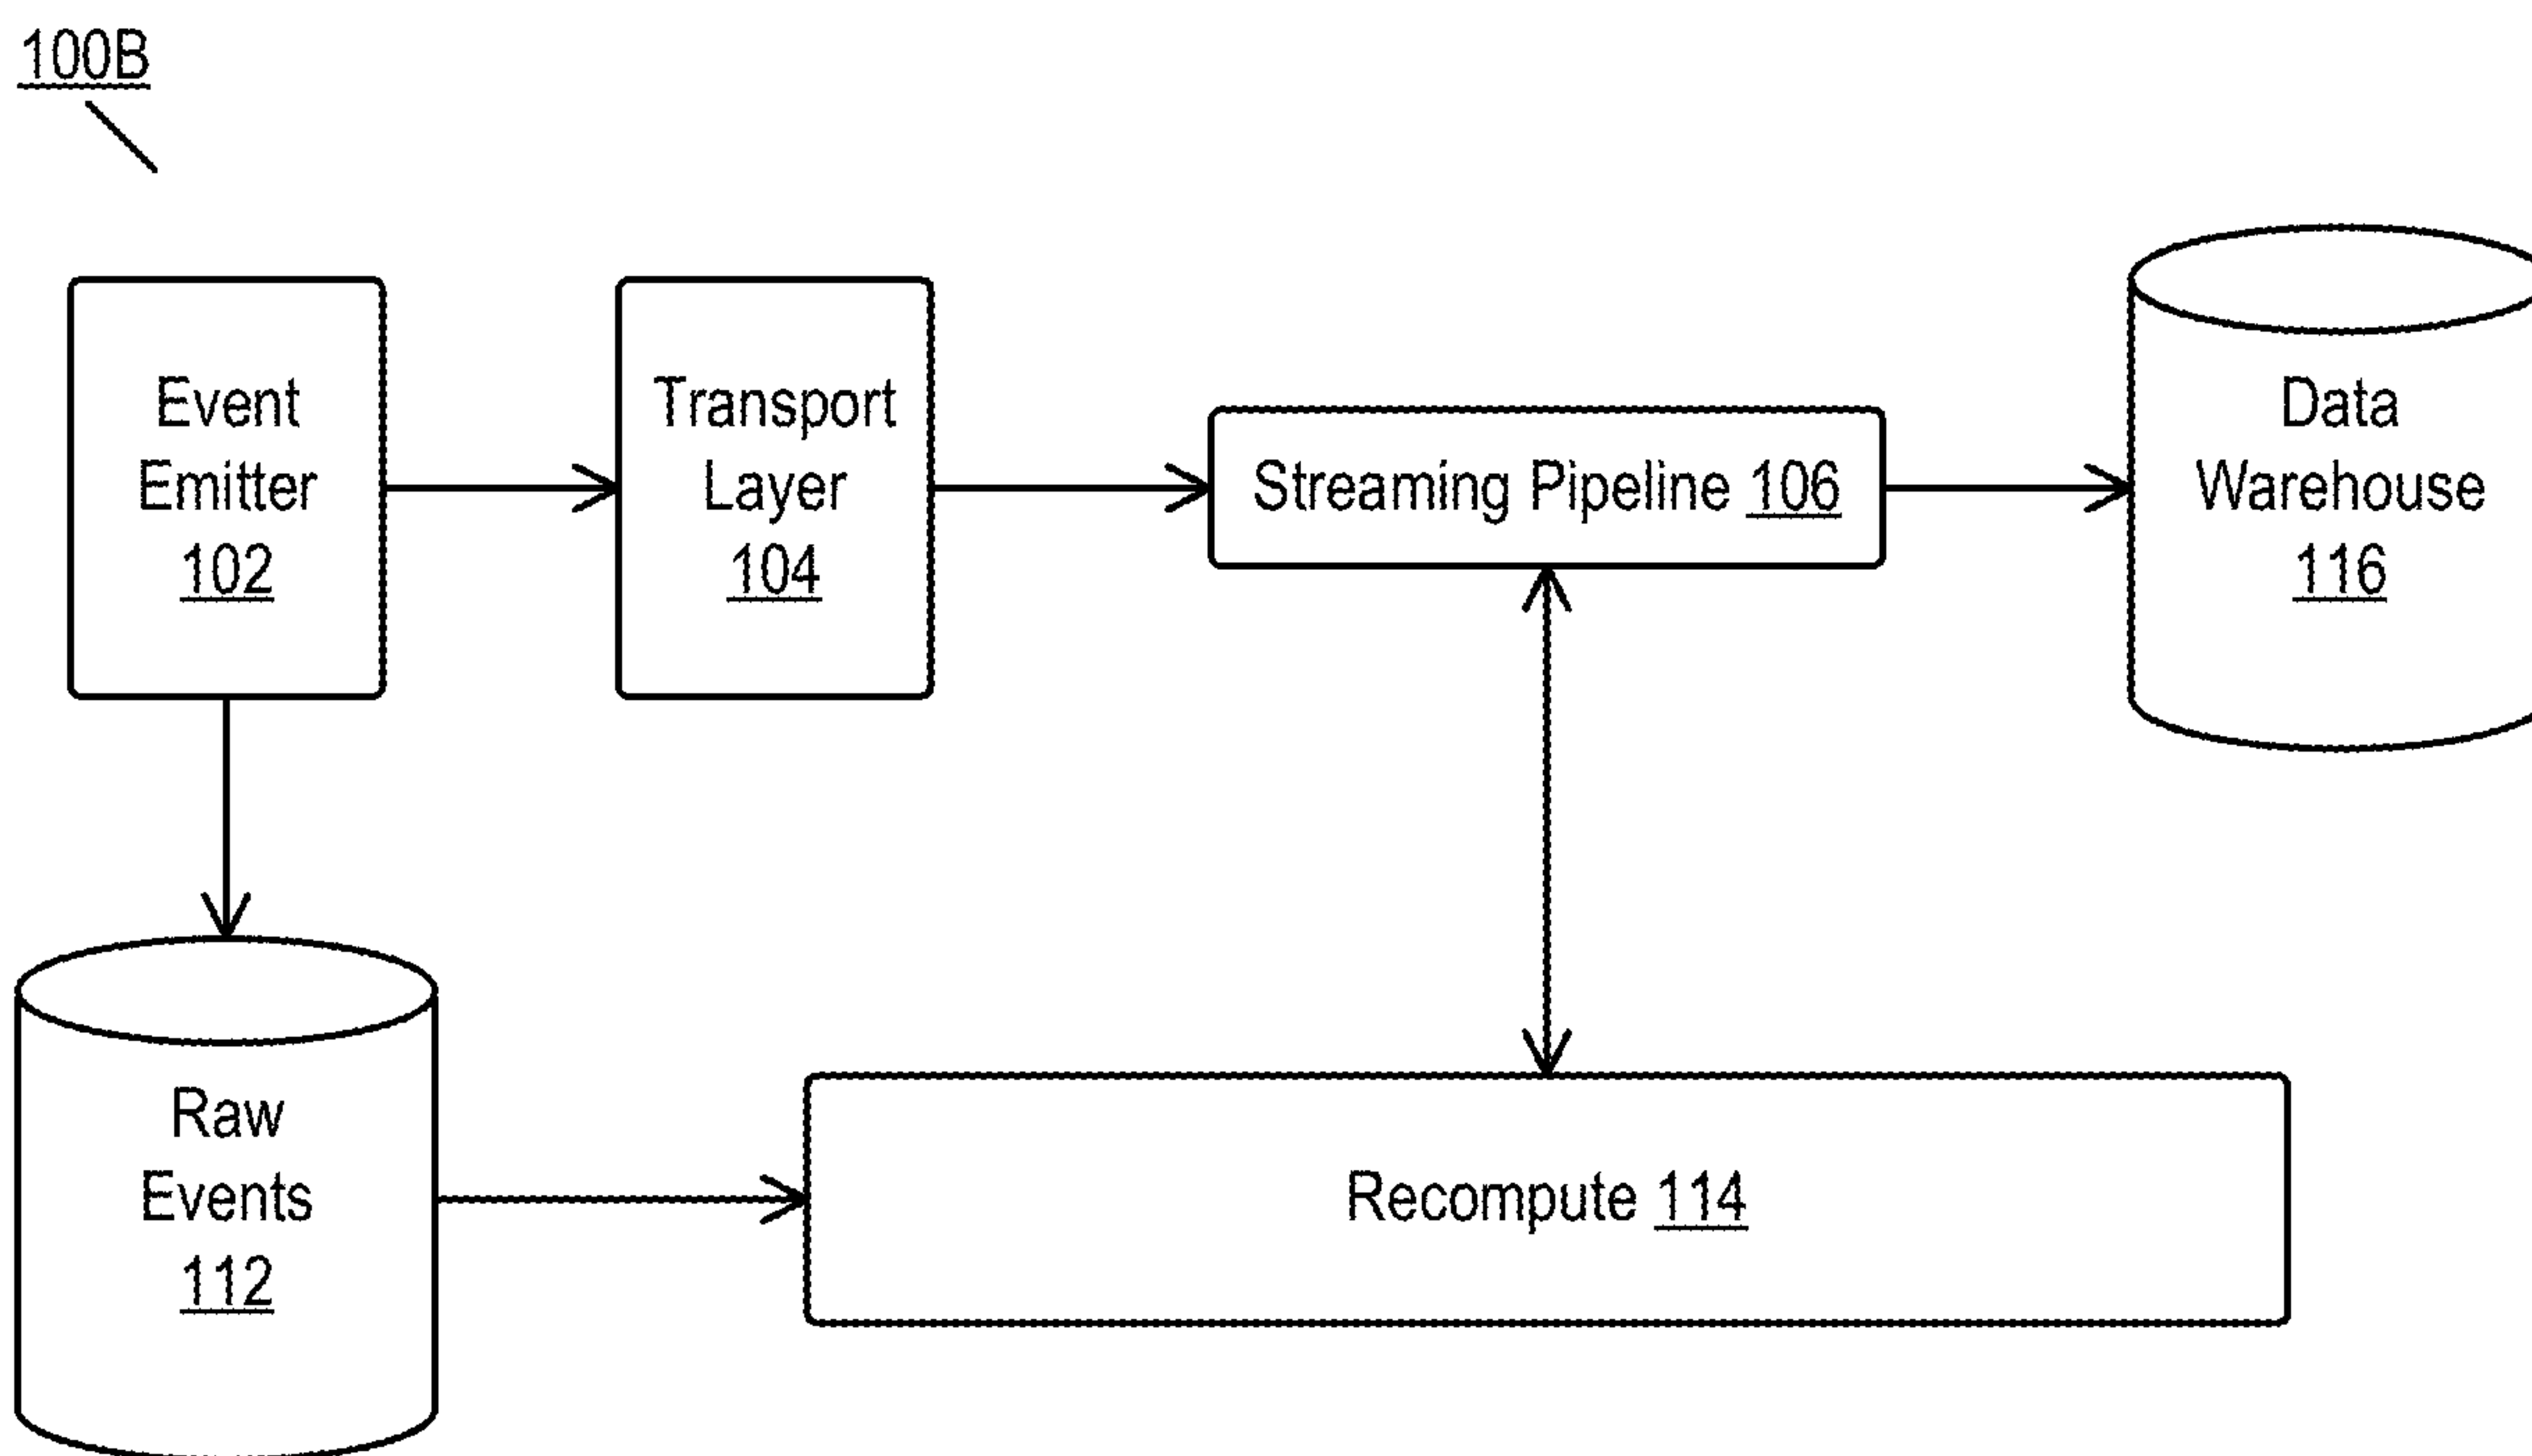 100B
Event
Emitter
102
Transport
Layer
104
Streaming Pipeline 106
Data
Warehouse
116
Raw
Events
112
Recompute 114